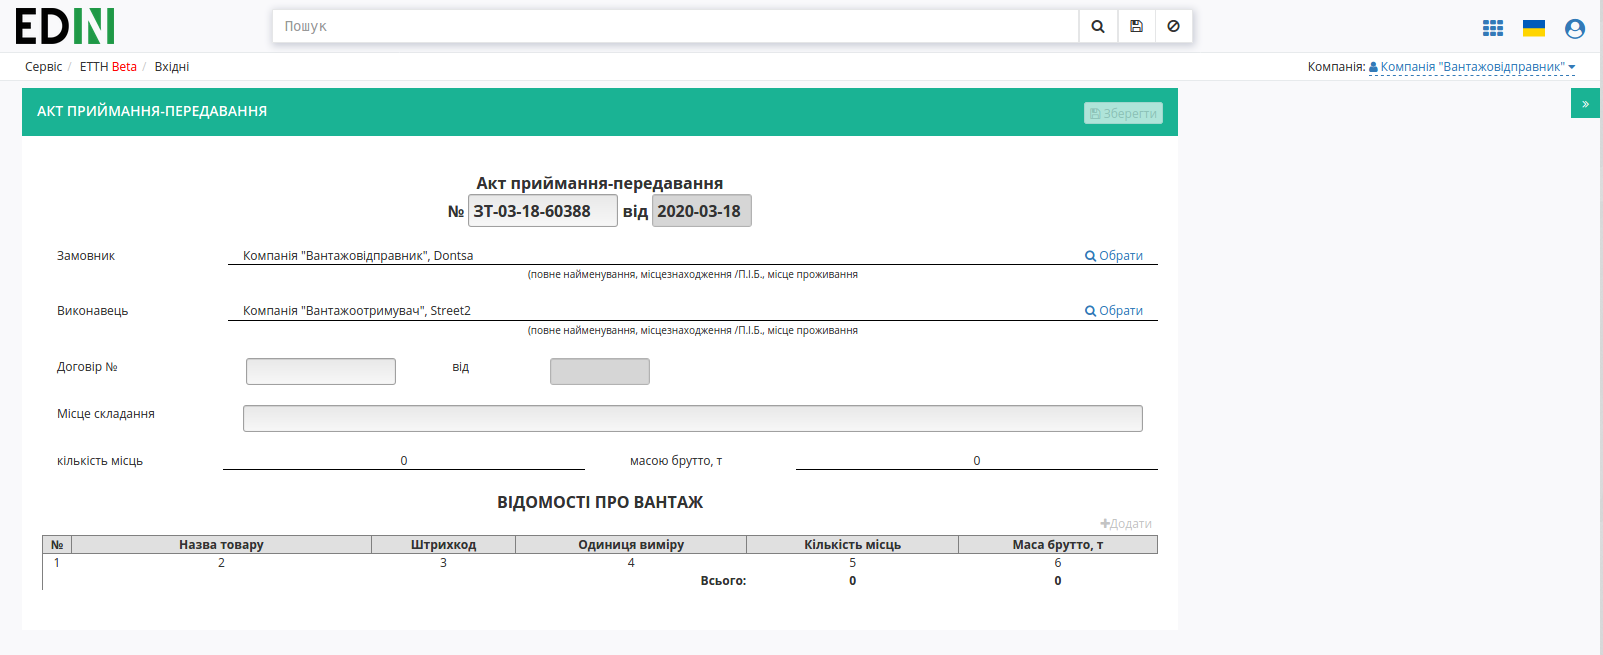 EDIN
Пошук
Сервіс / ЕТТН Beta / Вхідні
Компанія: Компанія "Вантажовідправник"
АКТ ПРИЙМАННЯ-ПЕРЕДАВАННЯ
Зберегти
»
Акт приймання-передавання
№ ЗТ-03-18-60388 від 2020-03-18
Замовник Компанія "Вантажовідправник", Dontsa Обрати
(повне найменування, місцезнаходження /П.І.Б., місце проживання
Виконавець Компанія "Вантажоотримувач", Street2 Обрати
(повне найменування, місцезнаходження /П.І.Б., місце проживання
Договір № від
Місце складання
кількість місць 0 масою брутто, т 0
ВІДОМОСТІ ПРО ВАНТАЖ
+Додати
№ Назва товару Штрихкод Одиниця виміру Кількість місць Маса брутто, т
1 2 3 4 5 6
Всього: 0 0